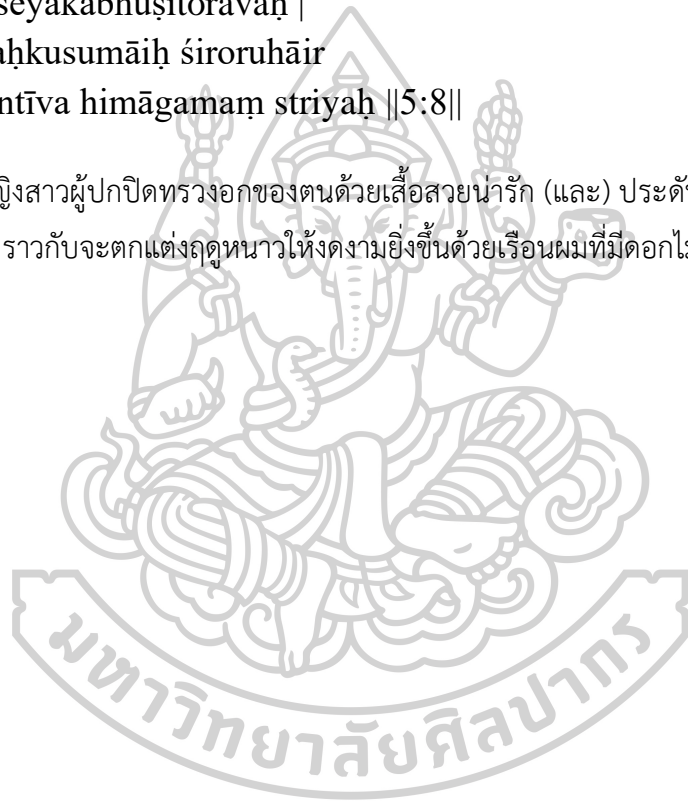 seyakabhūṣitoravaḥ |
aḥkusumāiḥ śiroruhāir
ntīva himāgamaṃ striyaḥ ||5:8||
ญิงสาวผู้ปกปิดทรวงอกของตนด้วยเสื้อสวยน่ารัก (และ) ประดับ
ราวกับจะตกแต่งฤดูหนาวให้งดงามยิ่งขึ้นด้วยเรือนผมที่มีดอกไม
มหาวิทยาลัยศิลปากร